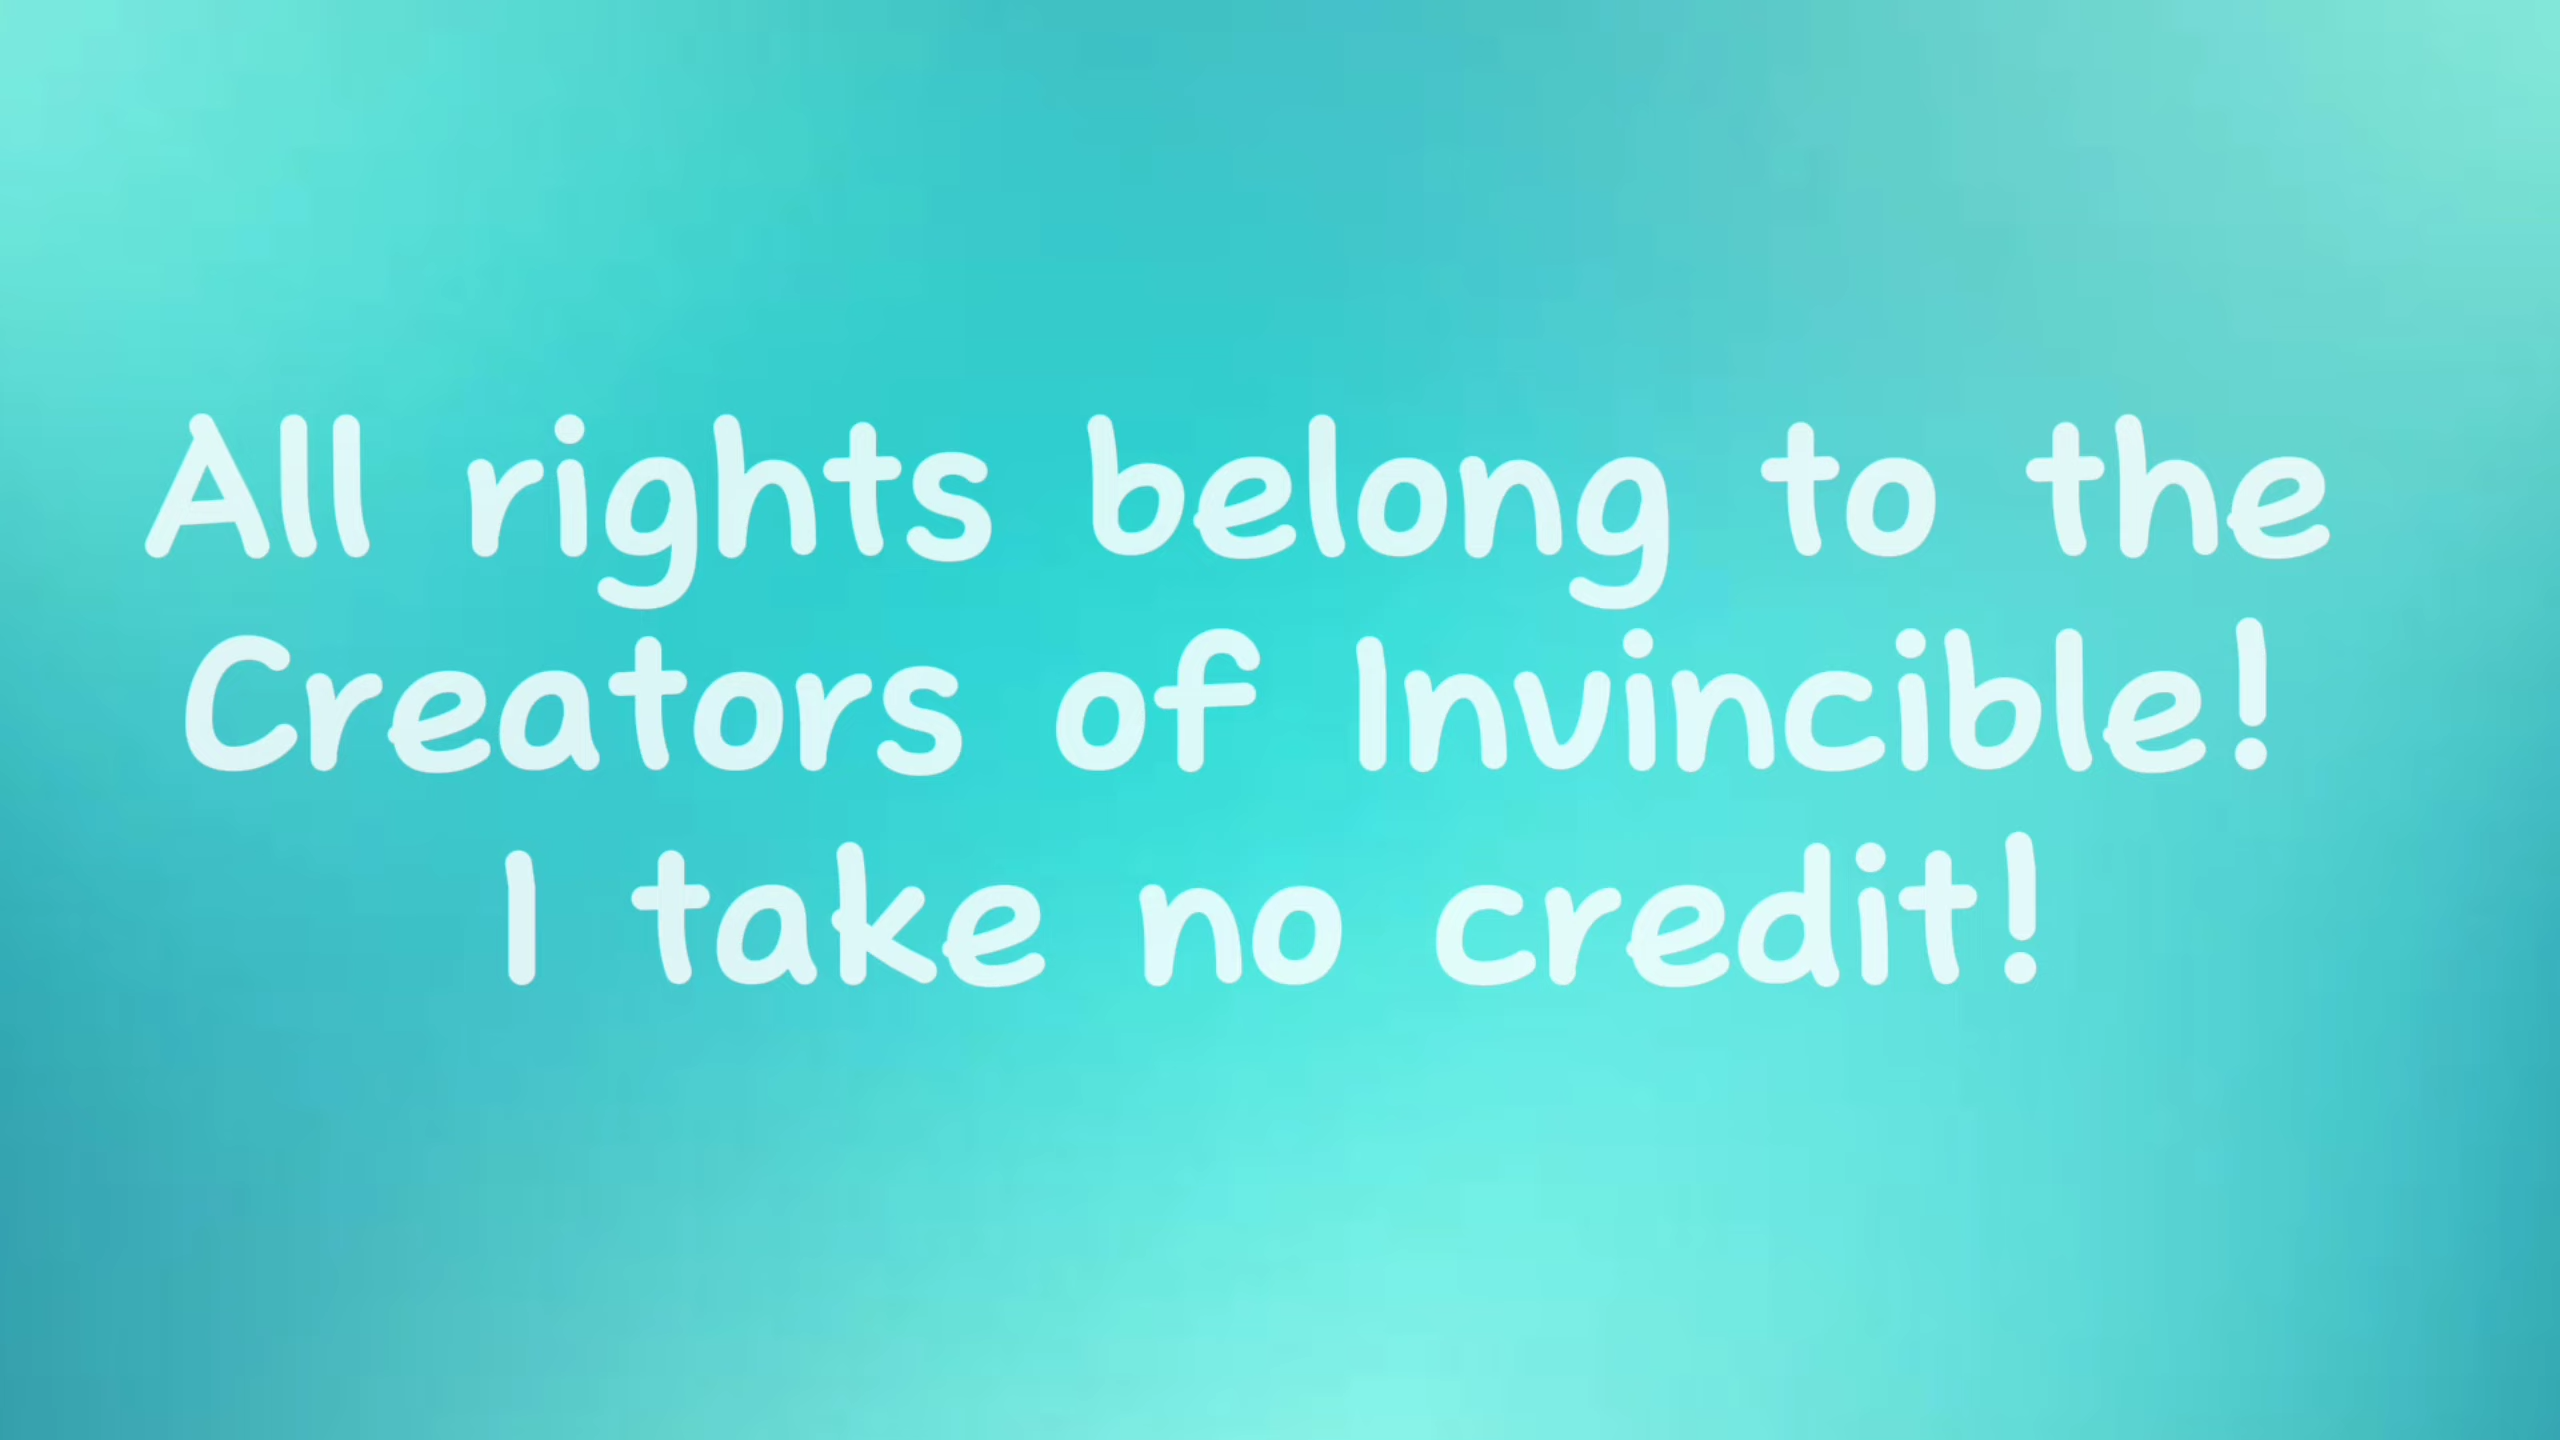 All rights belong to the
Creators of Invincible!
I take no credit!